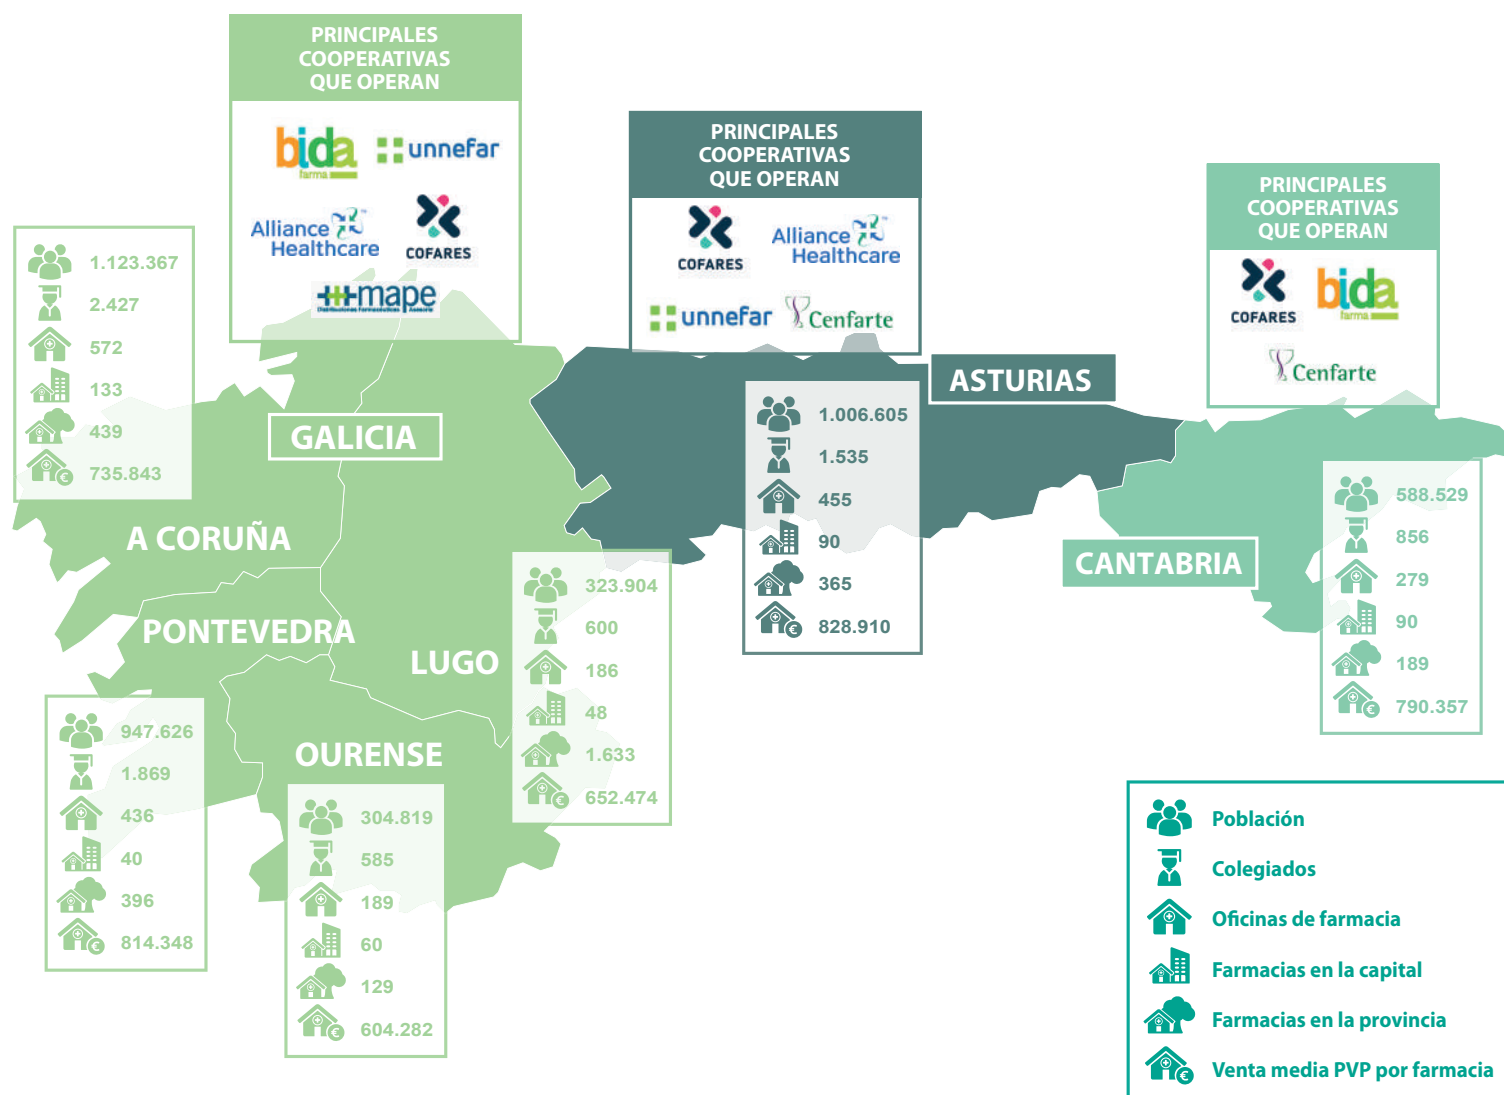 PRINCIPALES
COOPERATIVAS
QUE OPERAN
bida
farma
unnefar
Alliance
Healthcare
COFARES
mape
Distribuciones Farmacéuticas Asesoría
PRINCIPALES
COOPERATIVAS
QUE OPERAN
COFARES
Alliance
Healthcare
unnefar
Cenfarte
PRINCIPALES
COOPERATIVAS
QUE OPERAN
COFARES
bida
farma
Cenfarte
1.123.367
2.427
572
133
439
735.843
GALICIA
A CORUÑA
PONTEVEDRA
LUGO
OURENSE
ASTURIAS
1.006.605
1.535
455
90
365
828.910
CANTABRIA
588.529
856
279
90
189
790.357
323.904
600
186
48
1.633
652.474
947.626
1.869
436
40
396
814.348
304.819
585
189
60
129
604.282
Población
Colegiados
Oficinas de farmacia
Farmacias en la capital
Farmacias en la provincia
Venta media PVP por farmacia